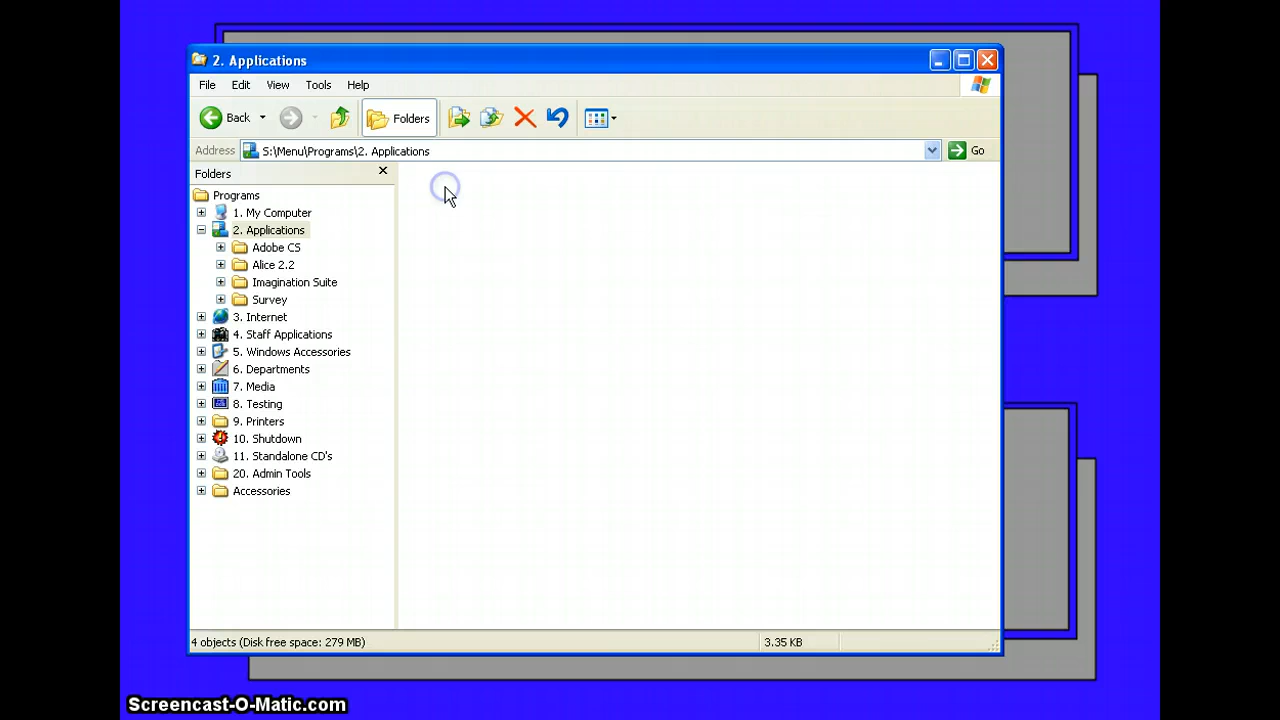 2. Applications
File Edit View Tools Help
Back Folders
Address S:\Menu\Programs\2. Applications Go
Folders
Programs
1. My Computer
2. Applications
Adobe CS
Alice 2.2
Imagination Suite
Survey
3. Internet
4. Staff Applications
5. Windows Accessories
6. Departments
7. Media
8. Testing
9. Printers
10. Shutdown
11. Standalone CD's
20. Admin Tools
Accessories
4 objects (Disk free space: 279 MB) 3.35 KB
Screencast-O-Matic.com